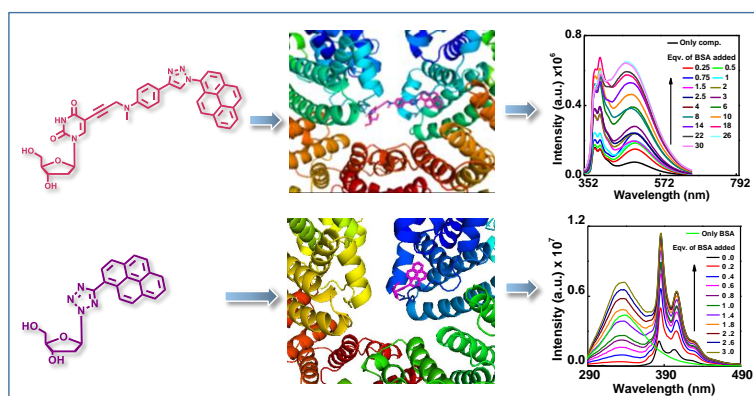 N=N
N
N
O
HN
O
N
O
HO
OH
Intensity (a.u.) x10⁶
0.8
0.4
0.0
Only comp.
Eqv. of BSA added
0.25 0.5
0.75 1
1.5 2
2.5 3
4 6
8 10
14 18
22 26
30
352 572 792
Wavelength (nm)
N=N
N
N
HO
O
OH
Intensity (a.u.) x 10⁷
1.2
0.6
0.0
Only BSA
Eqv. of BSA added
0.0
0.2
0.4
0.6
0.8
1.0
1.4
1.8
2.2
2.6
3.0
290 390 490
Wavelength (nm)